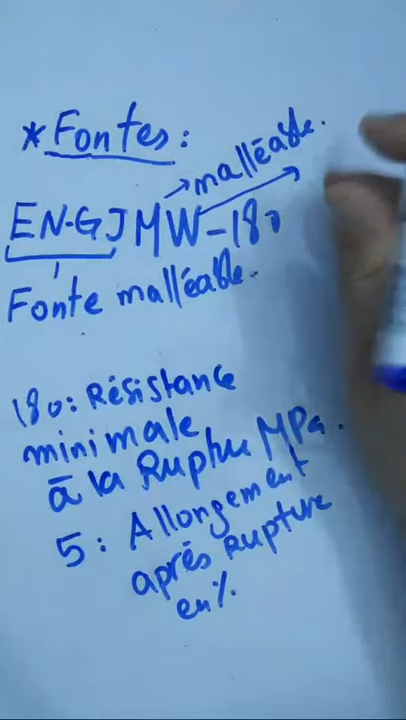 * Fontes:
→ malléable.
EN-GJMW-180
Fonte malléable.
180: Résistance
minimale
à la Rupture MPa.
5: Allongement
après Rupture
en %